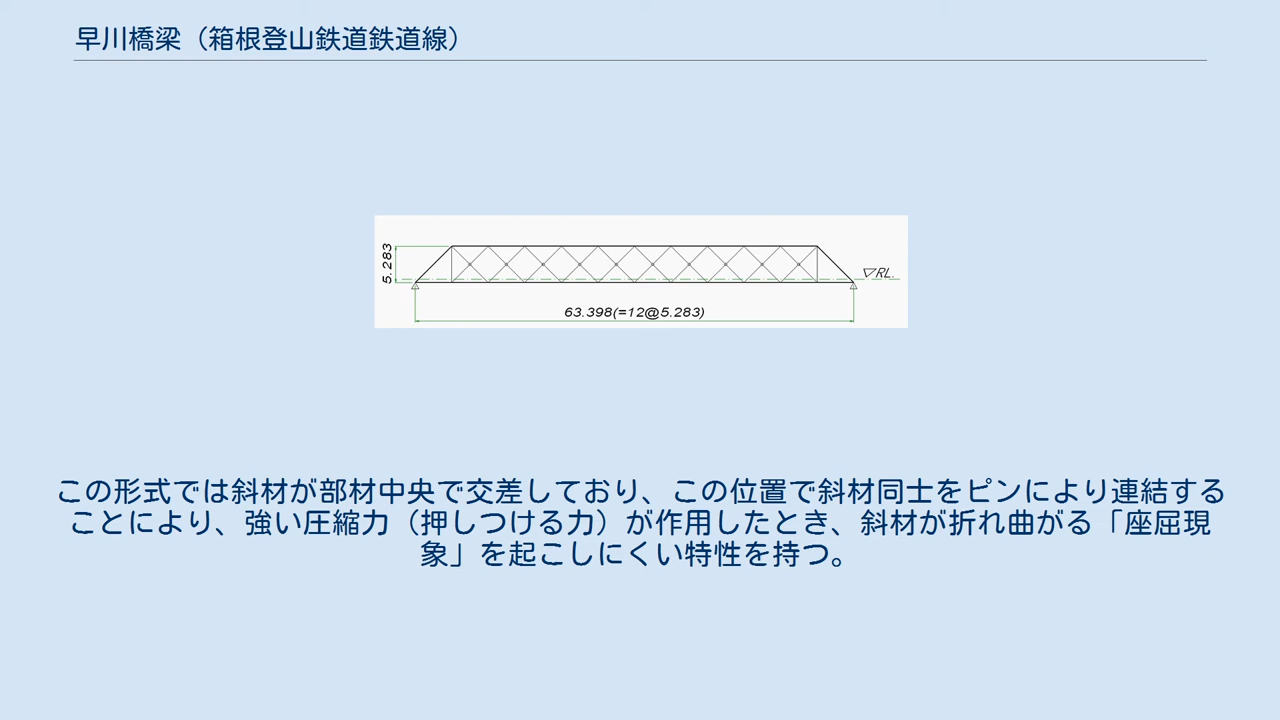 早川橋梁（箱根登山鉄道鉄道線）
5.283
▽RL.
63.398(=12@5.283)
この形式では斜材が部材中央で交差しており、この位置で斜材同士をピンにより連結する
ことにより、強い圧縮力（押しつける力）が作用したとき、斜材が折れ曲がる「座屈現
象」を起こしにくい特性を持つ。